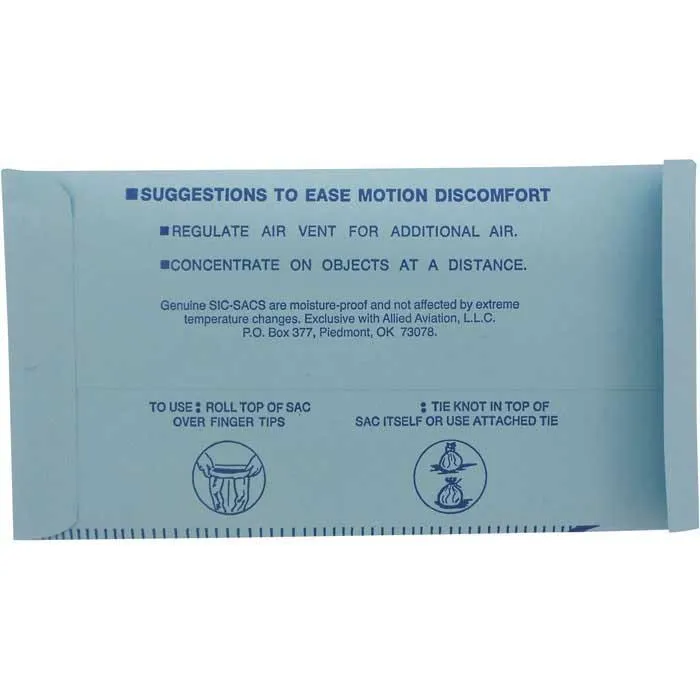 ■SUGGESTIONS TO EASE MOTION DISCOMFORT
■REGULATE AIR VENT FOR ADDITIONAL AIR.
■CONCENTRATE ON OBJECTS AT A DISTANCE.
Genuine SIC-SACS are moisture-proof and not affected by extreme
temperature changes. Exclusive with Allied Aviation, L.L.C.
P.O. Box 377, Piedmont, OK 73078.
TO USE: ROLL TOP OF SAC
OVER FINGER TIPS
: TIE KNOT IN TOP OF
SAC ITSELF OR USE ATTACHED TIE